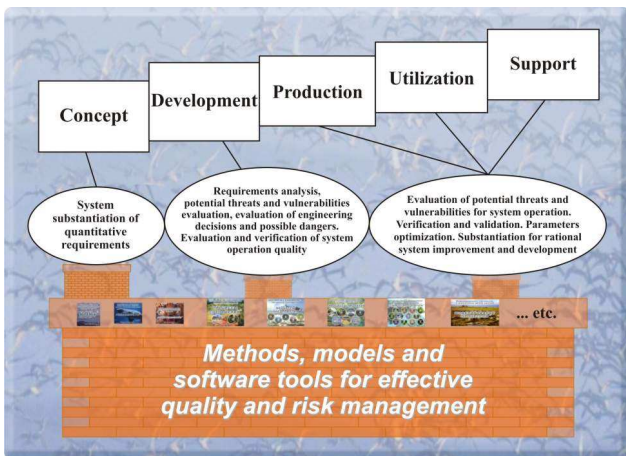 Concept
Development
Production
Utilization
Support
System
substantiation of
quantitative
requirements
Requirements analysis,
potential threats and vulnerabilities
evaluation, evaluation of engineering
decisions and possible dangers.
Evaluation and verification of system
operation quality
Evaluation of potential threats and
vulnerabilities for system operation.
Verification and validation. Parameters
optimization. Substantiation for rational
system improvement and development
... etc.
Methods, models and
software tools for effective
quality and risk management